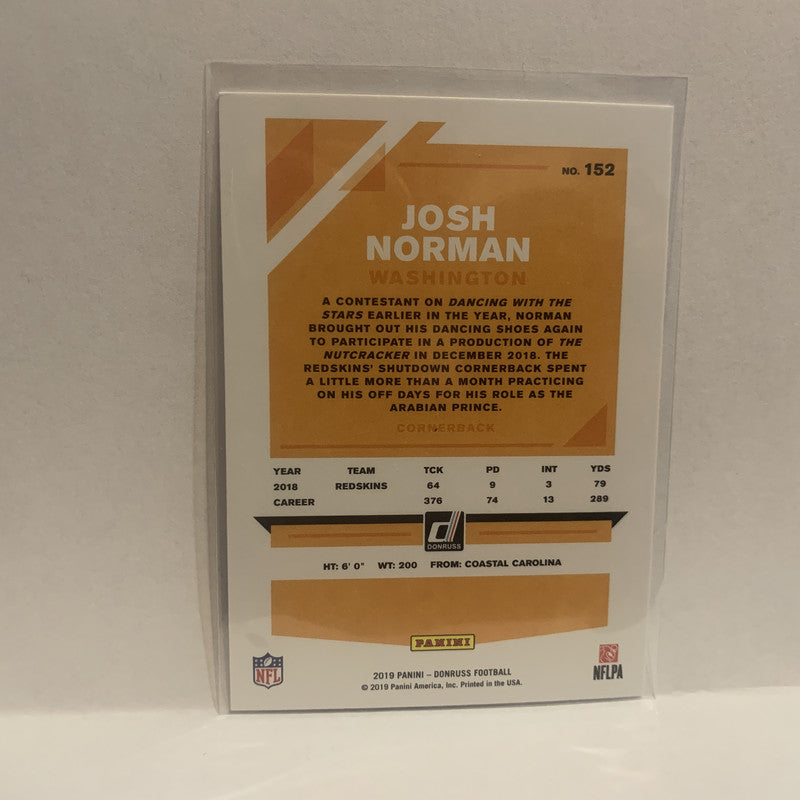 NO. 152
JOSH
NORMAN
WASHINGTON
A CONTESTANT ON DANCING WITH THE
STARS EARLIER IN THE YEAR, NORMAN
BROUGHT OUT HIS DANCING SHOES AGAIN
TO PARTICIPATE IN A PRODUCTION OF THE
NUTCRACKER IN DECEMBER 2018. THE
REDSKINS' SHUTDOWN CORNERBACK SPENT
A LITTLE MORE THAN A MONTH PRACTICING
ON HIS OFF DAYS FOR HIS ROLE AS THE
ARABIAN PRINCE.
CORNERBACK
YEAR TEAM TCK PD INT YDS
2018 REDSKINS 64 9 3 79
CAREER 376 74 13 289
DONRUSS
HT: 6' 0" WT: 200 FROM: COASTAL CAROLINA
PANINI
NFL
NFLPA
2019 PANINI – DONRUSS FOOTBALL
© 2019 Panini America, Inc. Printed in the USA.